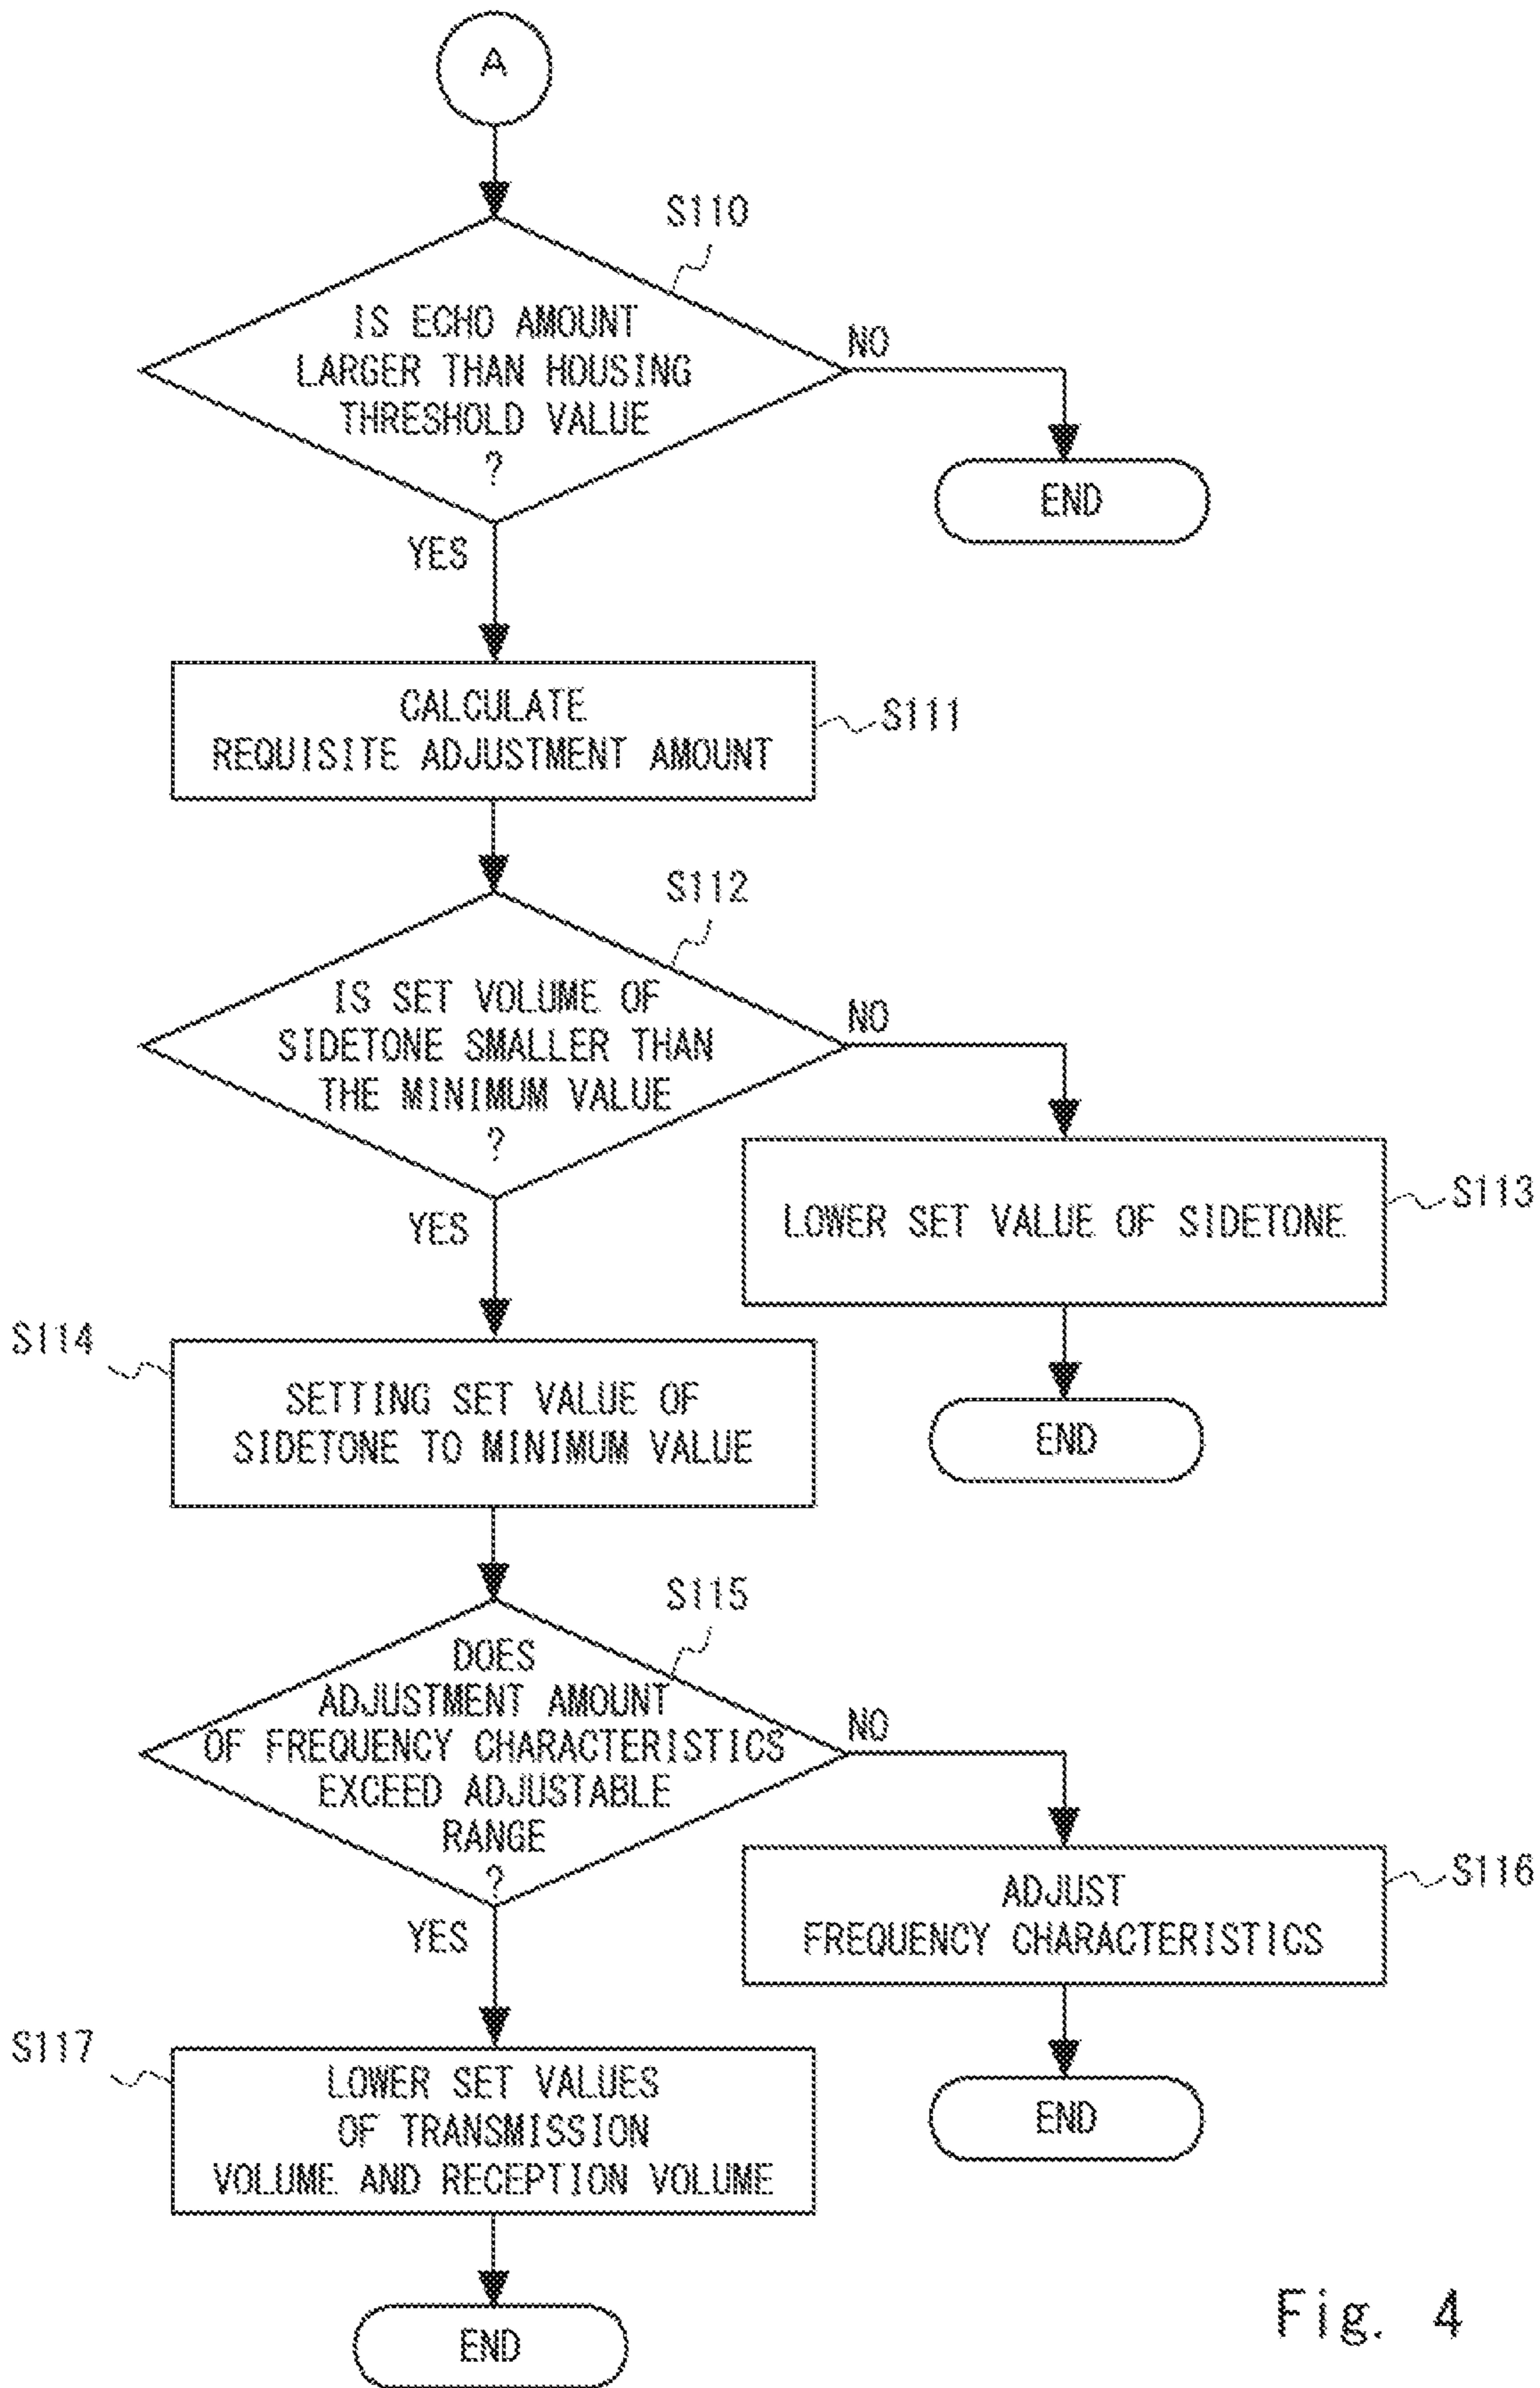 A
S110
IS ECHO AMOUNT
LARGER THAN HOUSING
THRESHOLD VALUE
?
NO
END
YES
CALCULATE
REQUISITE ADJUSTMENT AMOUNT
S111
S112
IS SET VOLUME OF
SIDETONE SMALLER THAN
THE MINIMUM VALUE
?
NO
LOWER SET VALUE OF SIDETONE
S113
END
YES
S114
SETTING SET VALUE OF
SIDETONE TO MINIMUM VALUE
S115
DOES
ADJUSTMENT AMOUNT
OF FREQUENCY CHARACTERISTICS
EXCEED ADJUSTABLE
RANGE
?
NO
ADJUST
FREQUENCY CHARACTERISTICS
S116
END
YES
S117
LOWER SET VALUES
OF TRANSMISSION
VOLUME AND RECEPTION VOLUME
END
Fig. 4